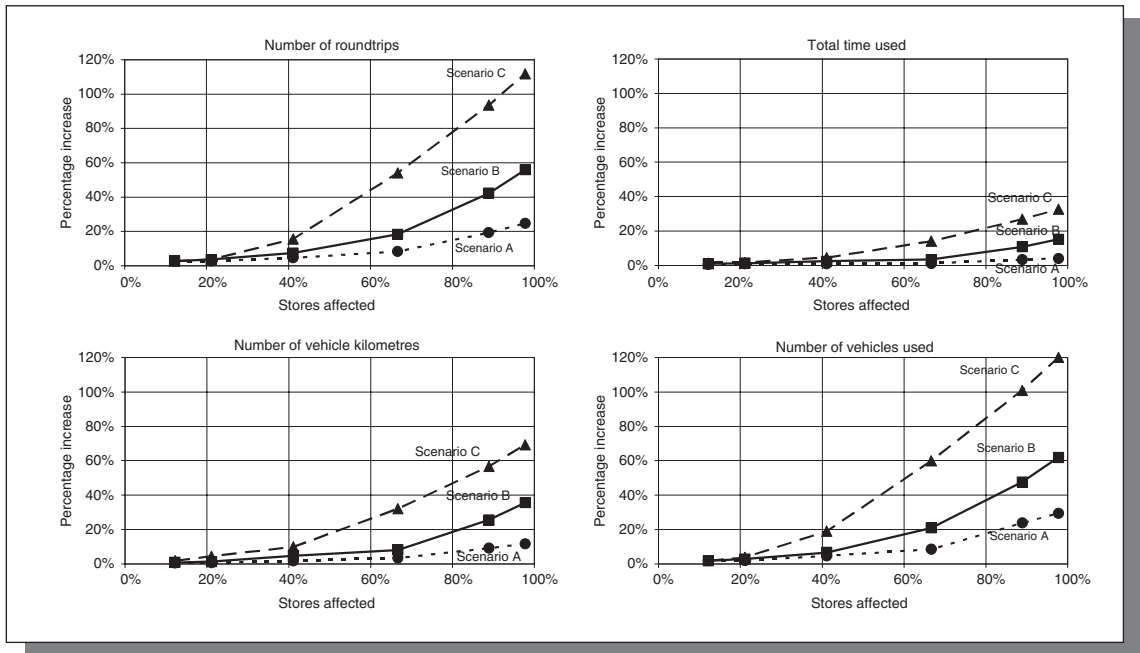 Number of roundtrips
120%
100%
80%
60%
40%
20%
0%
Percentage increase
Scenario C
Scenario B
Scenario A
0% 20% 40% 60% 80% 100%
Stores affected
Total time used
120%
100%
80%
60%
40%
20%
0%
Percentage increase
Scenario C
Scenario B
Scenario A
0% 20% 40% 60% 80% 100%
Stores affected
Number of vehicle kilometres
120%
100%
80%
60%
40%
20%
0%
Percentage increase
Scenario C
Scenario B
Scenario A
0% 20% 40% 60% 80% 100%
Stores affected
Number of vehicles used
120%
100%
80%
60%
40%
20%
0%
Percentage increase
Scenario C
Scenario B
Scenario A
0% 20% 40% 60% 80% 100%
Stores affected